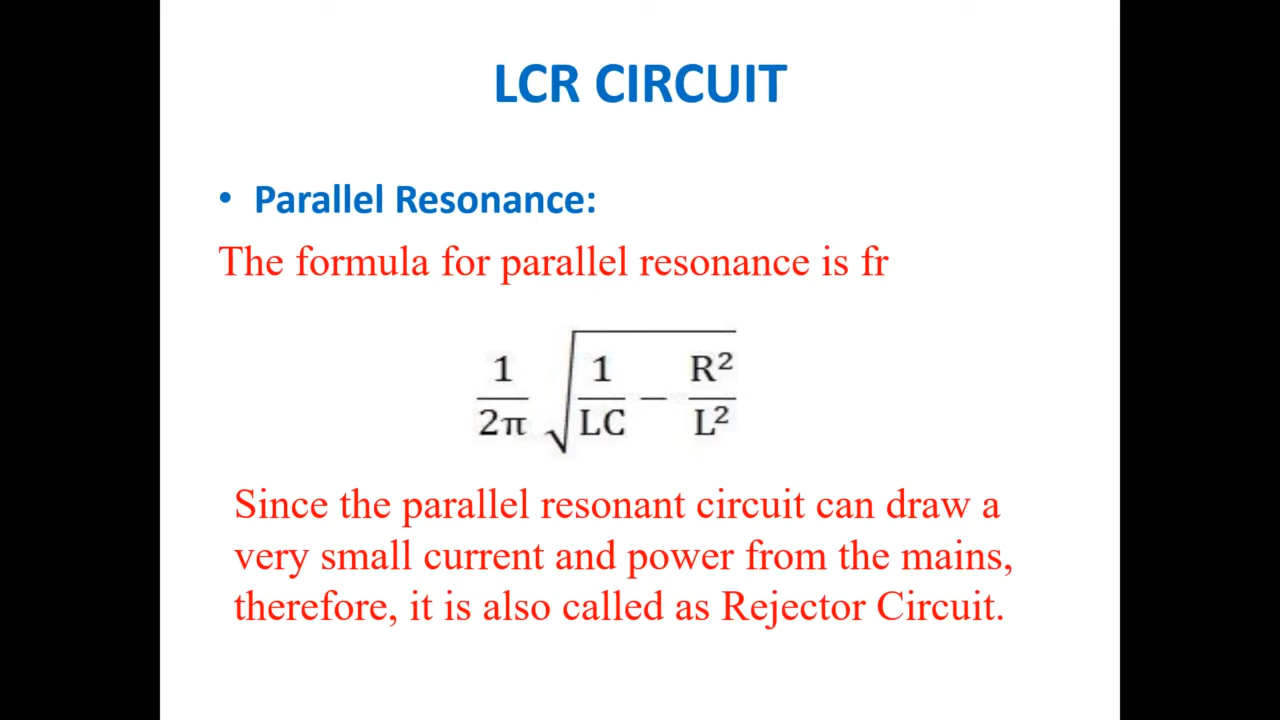 LCR CIRCUIT
• Parallel Resonance:
The formula for parallel resonance is fr
1/2π √(1/LC − R²/L²)
Since the parallel resonant circuit can draw a
very small current and power from the mains,
therefore, it is also called as Rejector Circuit.